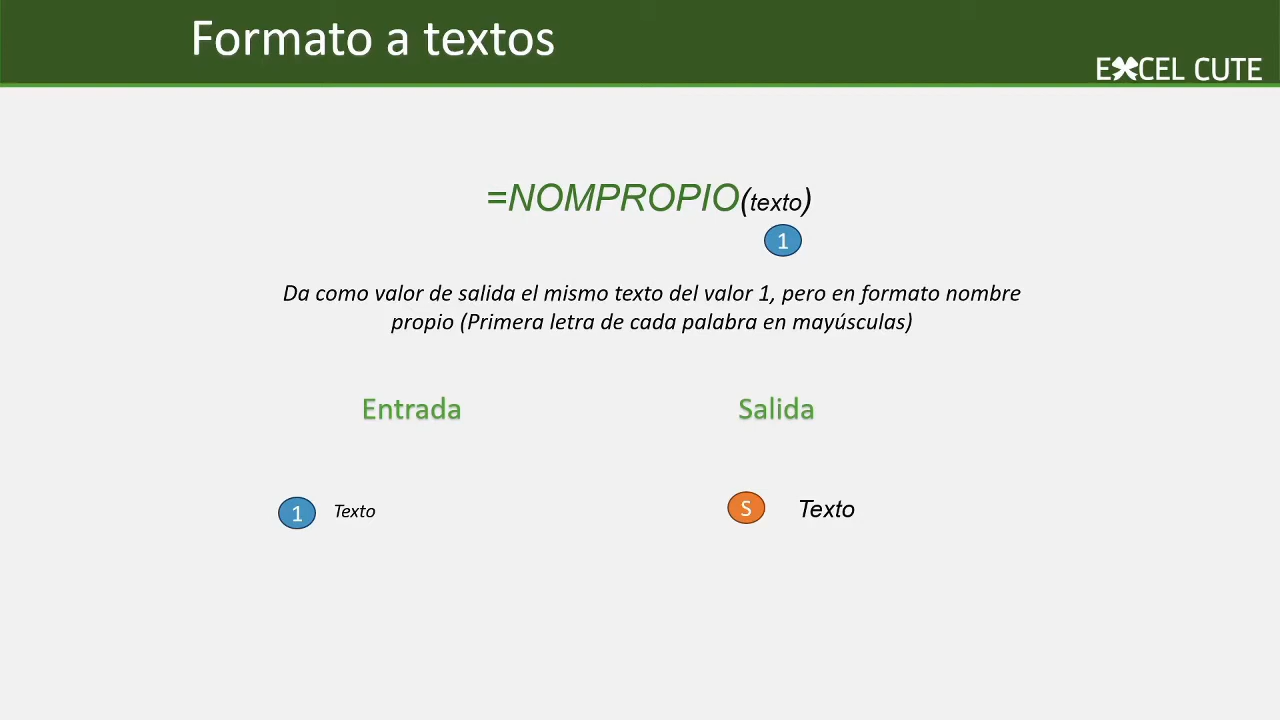 Formato a textos
EXCEL CUTE
=NOMPROPIO(texto)
1
Da como valor de salida el mismo texto del valor 1, pero en formato nombre
propio (Primera letra de cada palabra en mayúsculas)
Entrada
Salida
1 Texto
S Texto